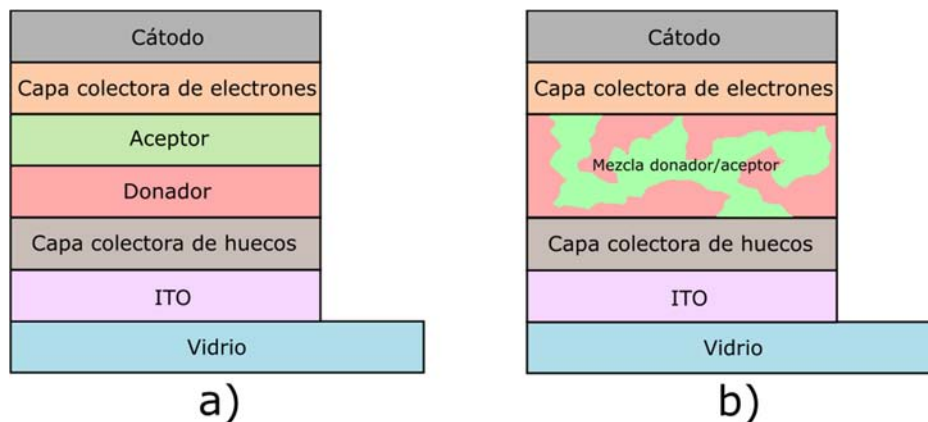 Cátodo
Capa colectora de electrones
Aceptor
Donador
Capa colectora de huecos
ITO
Vidrio
a)
Cátodo
Capa colectora de electrones
Mezcla donador/aceptor
Capa colectora de huecos
ITO
Vidrio
b)